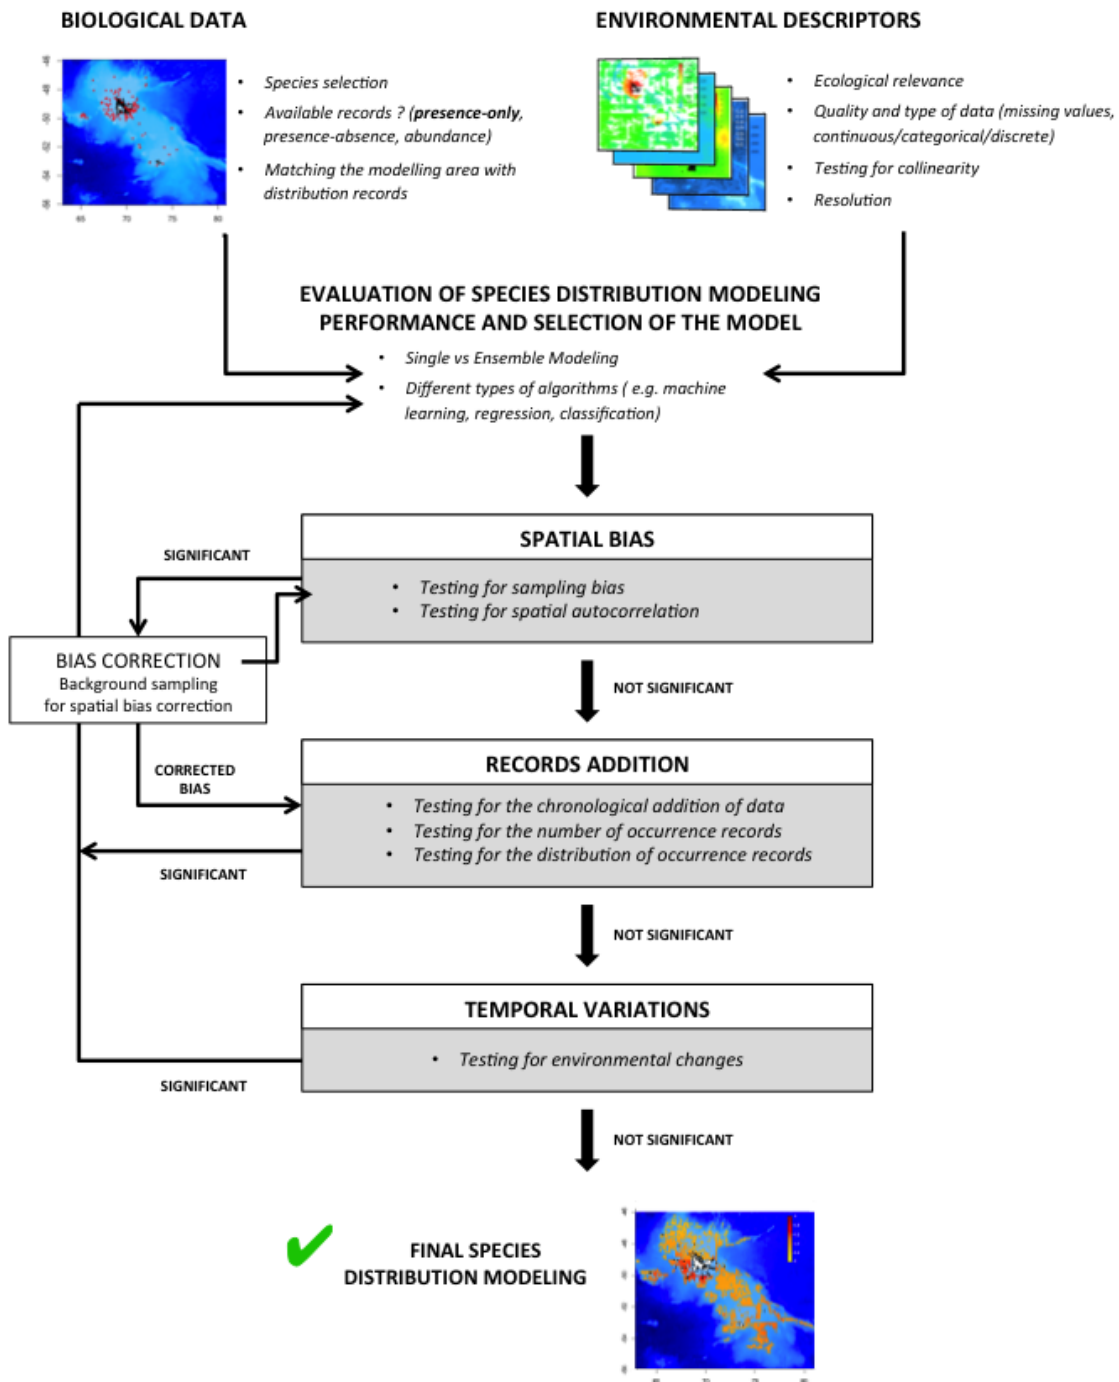 BIOLOGICAL DATA
• Species selection
• Available records ? (presence-only,
presence-absence, abundance)
• Matching the modelling area with
distribution records
65 70 75 80
ENVIRONMENTAL DESCRIPTORS
• Ecological relevance
• Quality and type of data (missing values,
continuous/categorical/discrete)
• Testing for collinearity
• Resolution
EVALUATION OF SPECIES DISTRIBUTION MODELING
PERFORMANCE AND SELECTION OF THE MODEL
• Single vs Ensemble Modeling
• Different types of algorithms ( e.g. machine
learning, regression, classification)
SPATIAL BIAS
• Testing for sampling bias
• Testing for spatial autocorrelation
SIGNIFICANT
BIAS CORRECTION
Background sampling
for spatial bias correction
NOT SIGNIFICANT
CORRECTED
BIAS
RECORDS ADDITION
• Testing for the chronological addition of data
• Testing for the number of occurrence records
• Testing for the distribution of occurrence records
SIGNIFICANT
NOT SIGNIFICANT
TEMPORAL VARIATIONS
• Testing for environmental changes
SIGNIFICANT
NOT SIGNIFICANT
FINAL SPECIES
DISTRIBUTION MODELING